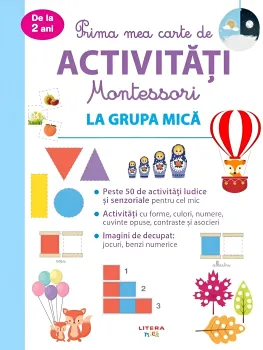 De la
2 ani
Prima mea carte de
ACTIVITĂȚI
Montessori
LA GRUPA MICĂ
• Peste 50 de activități ludice
și senzoriale pentru cel mic
• Activități cu forme, culori, numere,
cuvinte opuse, contraste și asocieri
• Imagini de decupat:
jocuri, benzi numerice
1
2
3
LITERA
mică